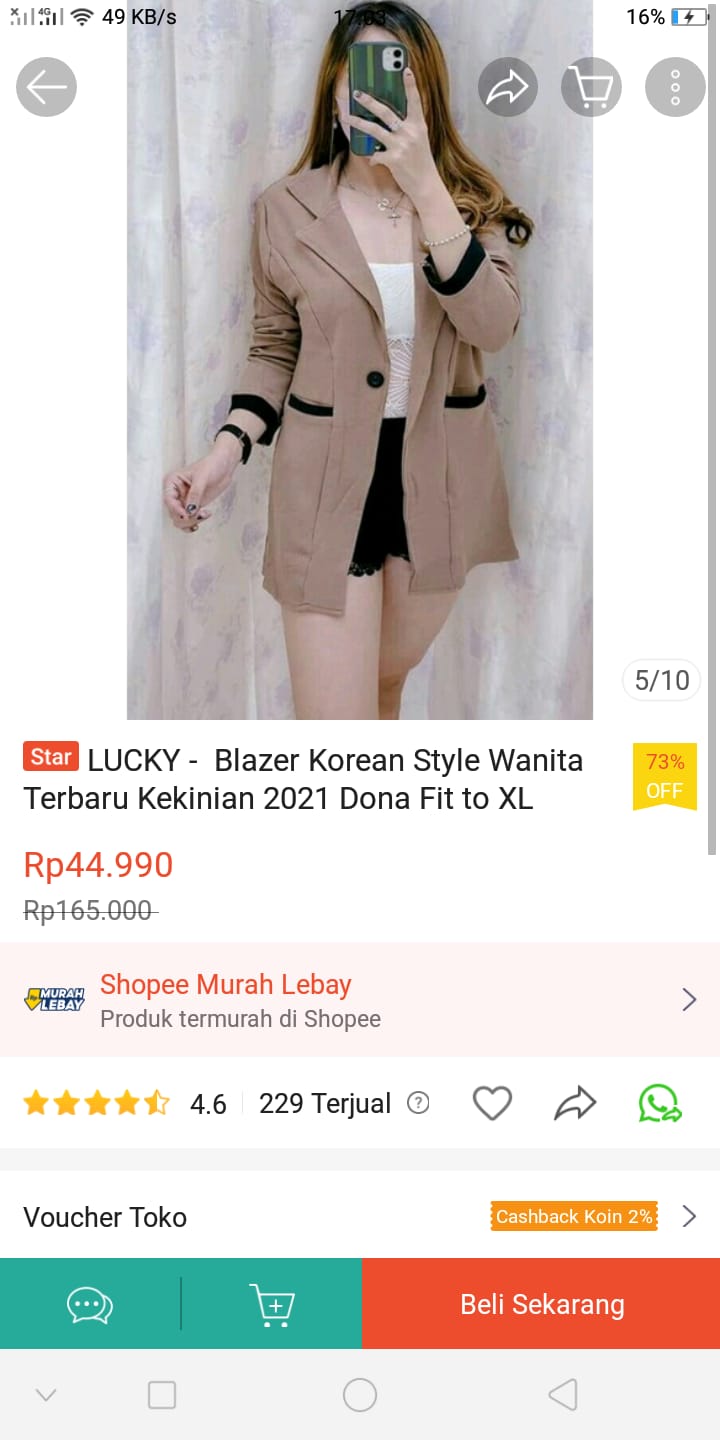 4G 49 KB/s 17:03 16%
5/10
Star LUCKY - Blazer Korean Style Wanita
Terbaru Kekinian 2021 Dona Fit to XL
73%
OFF
Rp44.990
Rp165.000
MURAH
LEBAY
Shopee Murah Lebay
Produk termurah di Shopee
4.6 229 Terjual ?
Voucher Toko
Cashback Koin 2%
Beli Sekarang